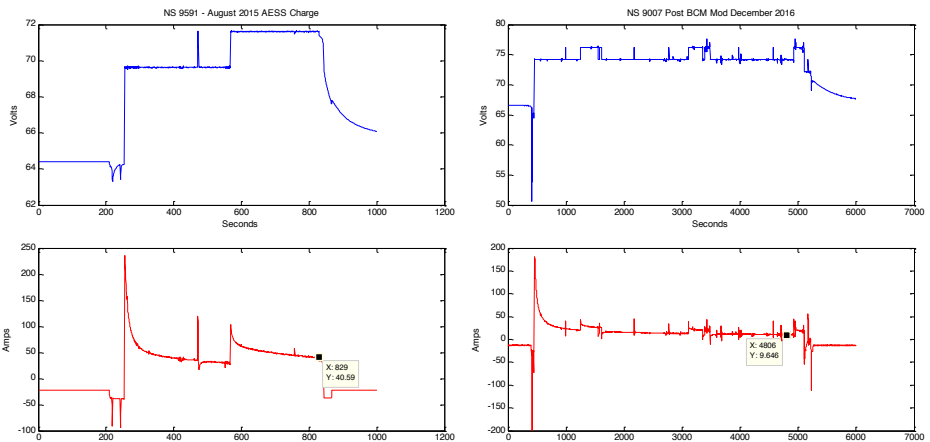 NS 9591 - August 2015 AESS Charge
72
70
68
66
64
62
Volts
0 200 400 600 800 1000 1200
Seconds
NS 9007 Post BCM Mod December 2016
80
75
70
65
60
55
50
Volts
0 1000 2000 3000 4000 5000 6000 7000
Seconds
250
200
150
100
50
0
-50
-100
Amps
X: 829
Y: 40.59
0 200 400 600 800 1000 1200
200
150
100
50
0
-50
-100
-150
-200
Amps
X: 4806
Y: 9.646
0 1000 2000 3000 4000 5000 6000 7000